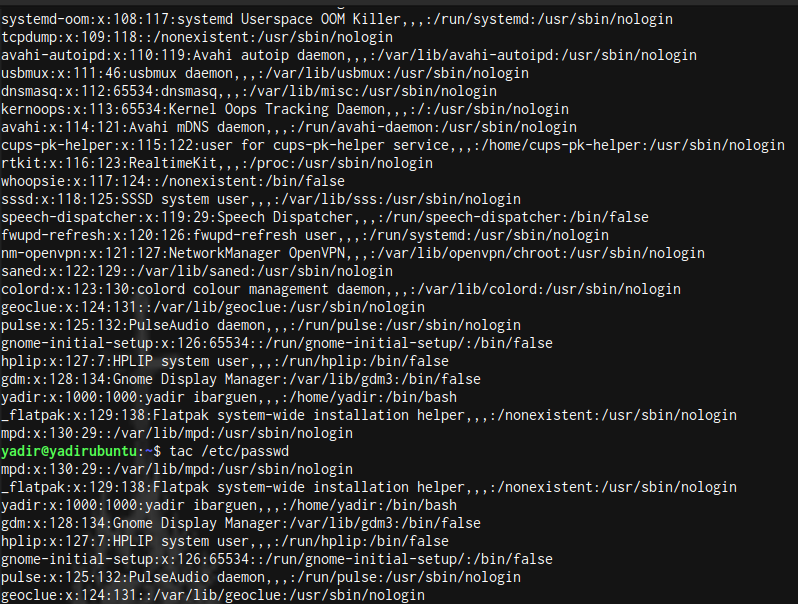 systemd-oom:x:108:117:systemd Userspace OOM Killer,,,:/run/systemd:/usr/sbin/nologin
tcpdump:x:109:118::/nonexistent:/usr/sbin/nologin
avahi-autoipd:x:110:119:Avahi autoip daemon,,,:/var/lib/avahi-autoipd:/usr/sbin/nologin
usbmux:x:111:46:usbmux daemon,,,:/var/lib/usbmux:/usr/sbin/nologin
dnsmasq:x:112:65534:dnsmasq,,,:/var/lib/misc:/usr/sbin/nologin
kernoops:x:113:65534:Kernel Oops Tracking Daemon,,,:/:/usr/sbin/nologin
avahi:x:114:121:Avahi mDNS daemon,,,:/run/avahi-daemon:/usr/sbin/nologin
cups-pk-helper:x:115:122:user for cups-pk-helper service,,,:/home/cups-pk-helper:/usr/sbin/nologin
rtkit:x:116:123:RealtimeKit,,,:/proc:/usr/sbin/nologin
whoopsie:x:117:124::/nonexistent:/bin/false
sssd:x:118:125:SSSD system user,,,:/var/lib/sss:/usr/sbin/nologin
speech-dispatcher:x:119:29:Speech Dispatcher,,,:/run/speech-dispatcher:/bin/false
fwupd-refresh:x:120:126:fwupd-refresh user,,,:/run/systemd:/usr/sbin/nologin
nm-openvpn:x:121:127:NetworkManager OpenVPN,,,:/var/lib/openvpn/chroot:/usr/sbin/nologin
saned:x:122:129::/var/lib/saned:/usr/sbin/nologin
colord:x:123:130:colord colour management daemon,,,:/var/lib/colord:/usr/sbin/nologin
geoclue:x:124:131::/var/lib/geoclue:/usr/sbin/nologin
pulse:x:125:132:PulseAudio daemon,,,:/run/pulse:/usr/sbin/nologin
gnome-initial-setup:x:126:65534::/run/gnome-initial-setup/:/bin/false
hplip:x:127:7:HPLIP system user,,,:/run/hplip:/bin/false
gdm:x:128:134:Gnome Display Manager:/var/lib/gdm3:/bin/false
yadir:x:1000:1000:yadir ibarguen,,,:/home/yadir:/bin/bash
_flatpak:x:129:138:Flatpak system-wide installation helper,,,:/nonexistent:/usr/sbin/nologin
mpd:x:130:29::/var/lib/mpd:/usr/sbin/nologin
yadir@yadirubuntu:~$ tac /etc/passwd
mpd:x:130:29::/var/lib/mpd:/usr/sbin/nologin
_flatpak:x:129:138:Flatpak system-wide installation helper,,,:/nonexistent:/usr/sbin/nologin
yadir:x:1000:1000:yadir ibarguen,,,:/home/yadir:/bin/bash
gdm:x:128:134:Gnome Display Manager:/var/lib/gdm3:/bin/false
hplip:x:127:7:HPLIP system user,,,:/run/hplip:/bin/false
gnome-initial-setup:x:126:65534::/run/gnome-initial-setup/:/bin/false
pulse:x:125:132:PulseAudio daemon,,,:/run/pulse:/usr/sbin/nologin
geoclue:x:124:131::/var/lib/geoclue:/usr/sbin/nologin